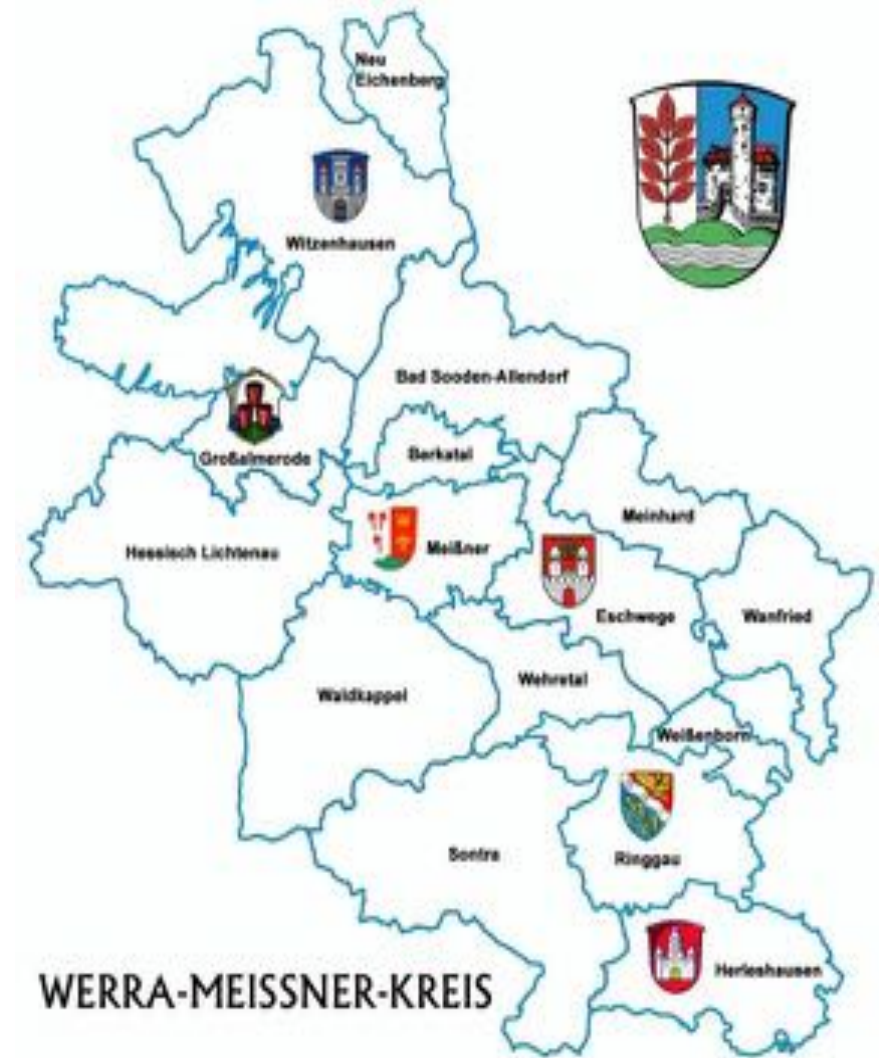 Neu
Eichenberg
Witzenhausen
Bad Sooden-Allendorf
Großalmerode
Berkatal
Meinhard
Hessisch Lichtenau
Meißner
Eschwege
Wanfried
Waldkappel
Wehretal
Weißenborn
Sontra
Ringgau
Herleshausen
WERRA-MEISSNER-KREIS